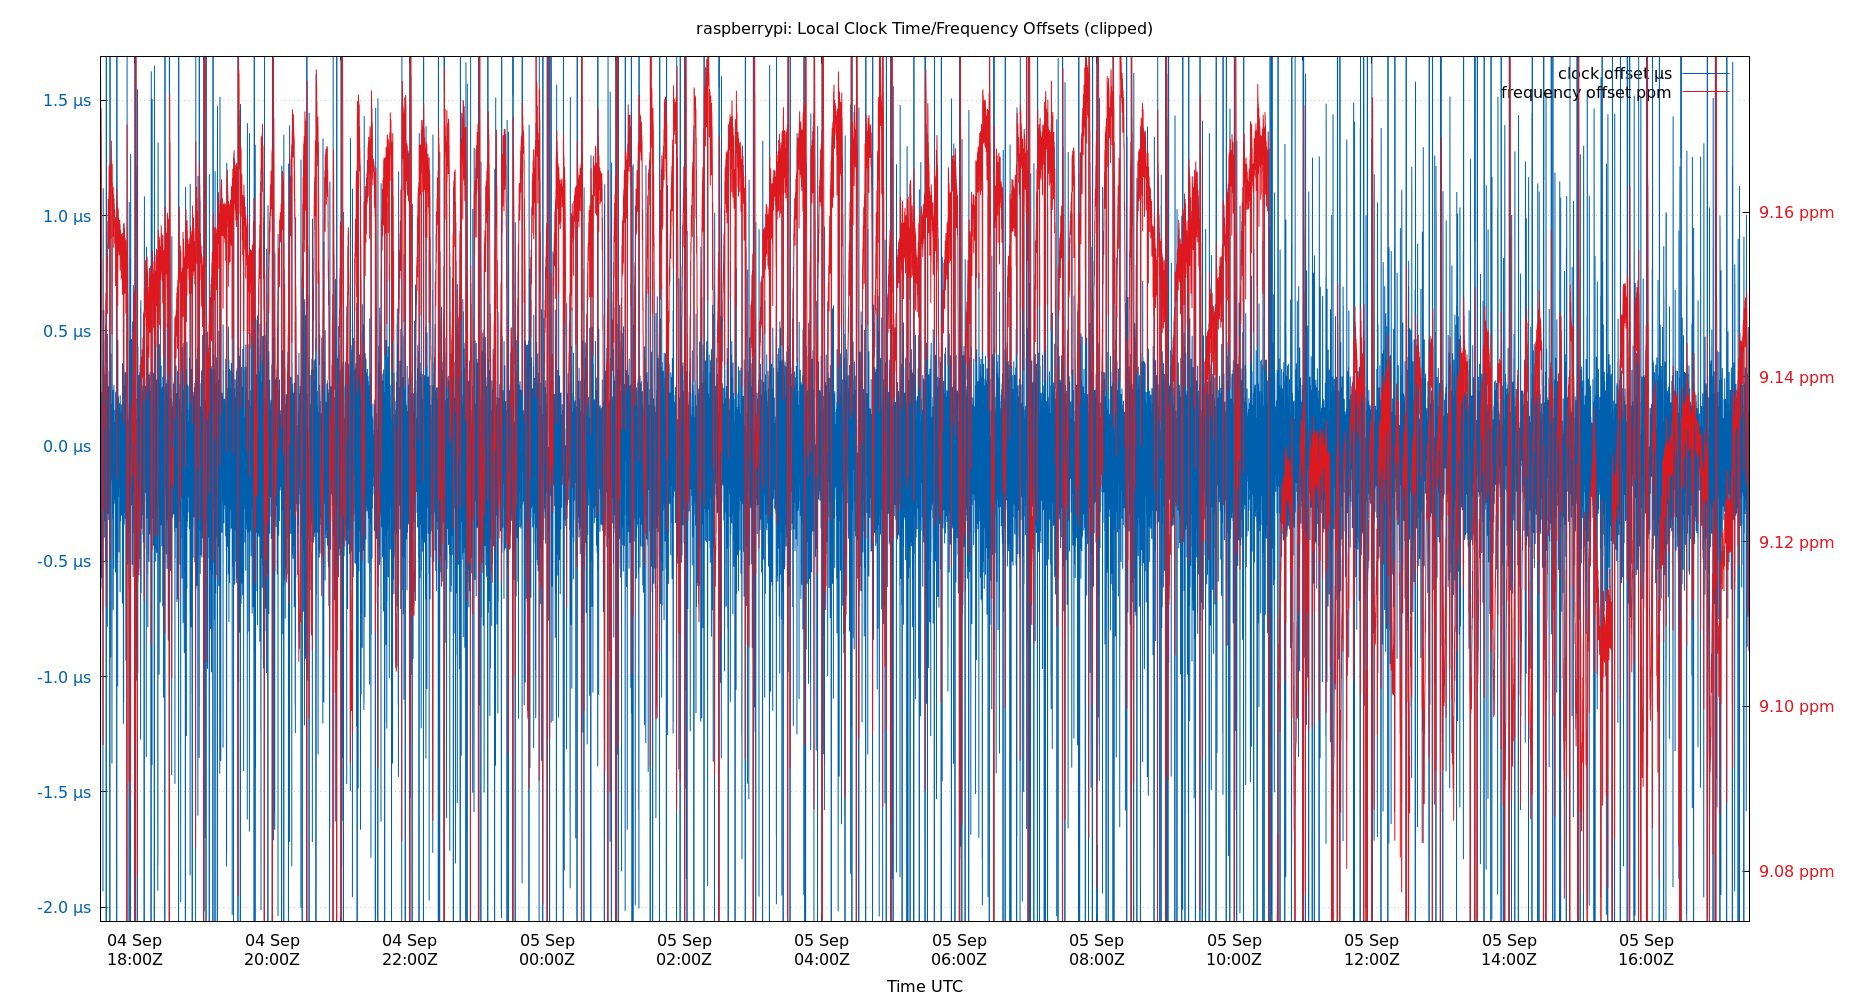 raspberrypi: Local Clock Time/Frequency Offsets (clipped)
clock offset µs
frequency offset ppm
1.5 µs
1.0 µs
0.5 µs
0.0 µs
-0.5 µs
-1.0 µs
-1.5 µs
-2.0 µs
9.16 ppm
9.14 ppm
9.12 ppm
9.10 ppm
9.08 ppm
04 Sep 04 Sep 04 Sep 05 Sep 05 Sep 05 Sep 05 Sep 05 Sep 05 Sep 05 Sep 05 Sep 05 Sep
18:00Z 20:00Z 22:00Z 00:00Z 02:00Z 04:00Z 06:00Z 08:00Z 10:00Z 12:00Z 14:00Z 16:00Z
Time UTC